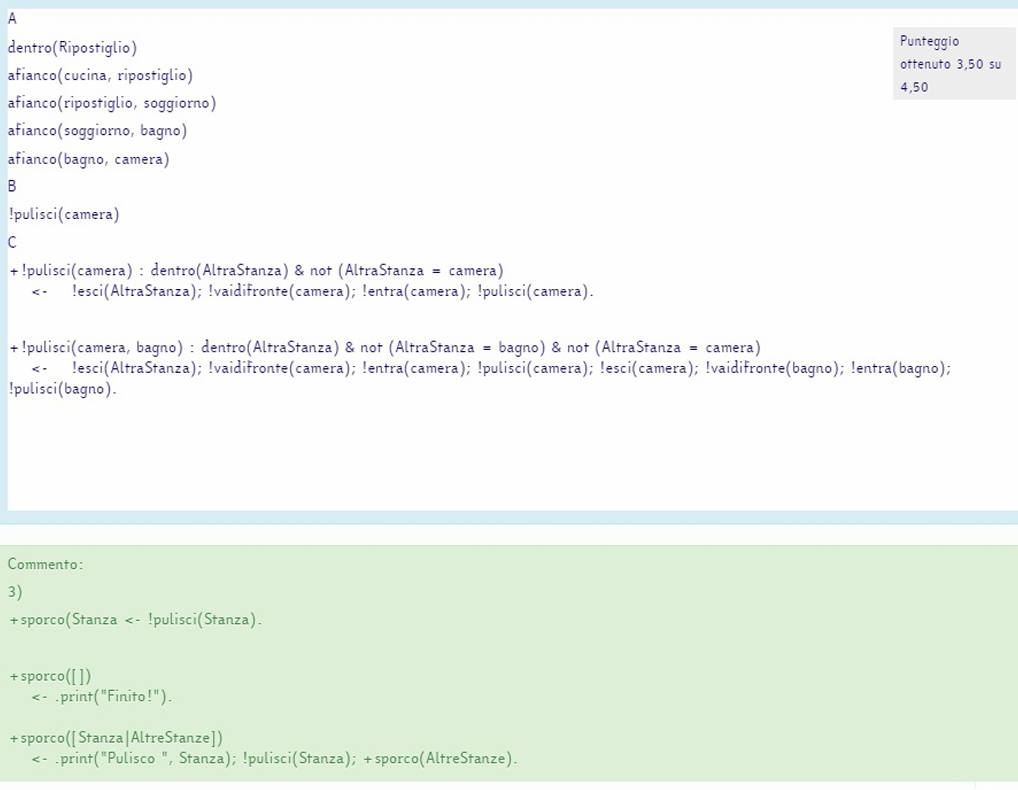 A
dentro(Ripostiglio)
Punteggio
ottenuto 3,50 su
4,50
afianco(cucina, ripostiglio)
afianco(ripostiglio, soggiorno)
afianco(soggiorno, bagno)
afianco(bagno, camera)
B
!pulisci(camera)
C
+!pulisci(camera) : dentro(AltraStanza) & not (AltraStanza = camera)
<- !esci(AltraStanza); !vaidifronte(camera); !entra(camera); !pulisci(camera).
+!pulisci(camera, bagno) : dentro(AltraStanza) & not (AltraStanza = bagno) & not (AltraStanza = camera)
<- !esci(AltraStanza); !vaidifronte(camera); !entra(camera); !pulisci(camera); !esci(camera); !vaidifronte(bagno); !entra(bagno);
!pulisci(bagno).
Commento:
3)
+sporco(Stanza <- !pulisci(Stanza).
+sporco([])
<- .print("Finito!").
+sporco([Stanza|AltreStanze])
<- .print("Pulisco ", Stanza); !pulisci(Stanza); +sporco(AltreStanze).